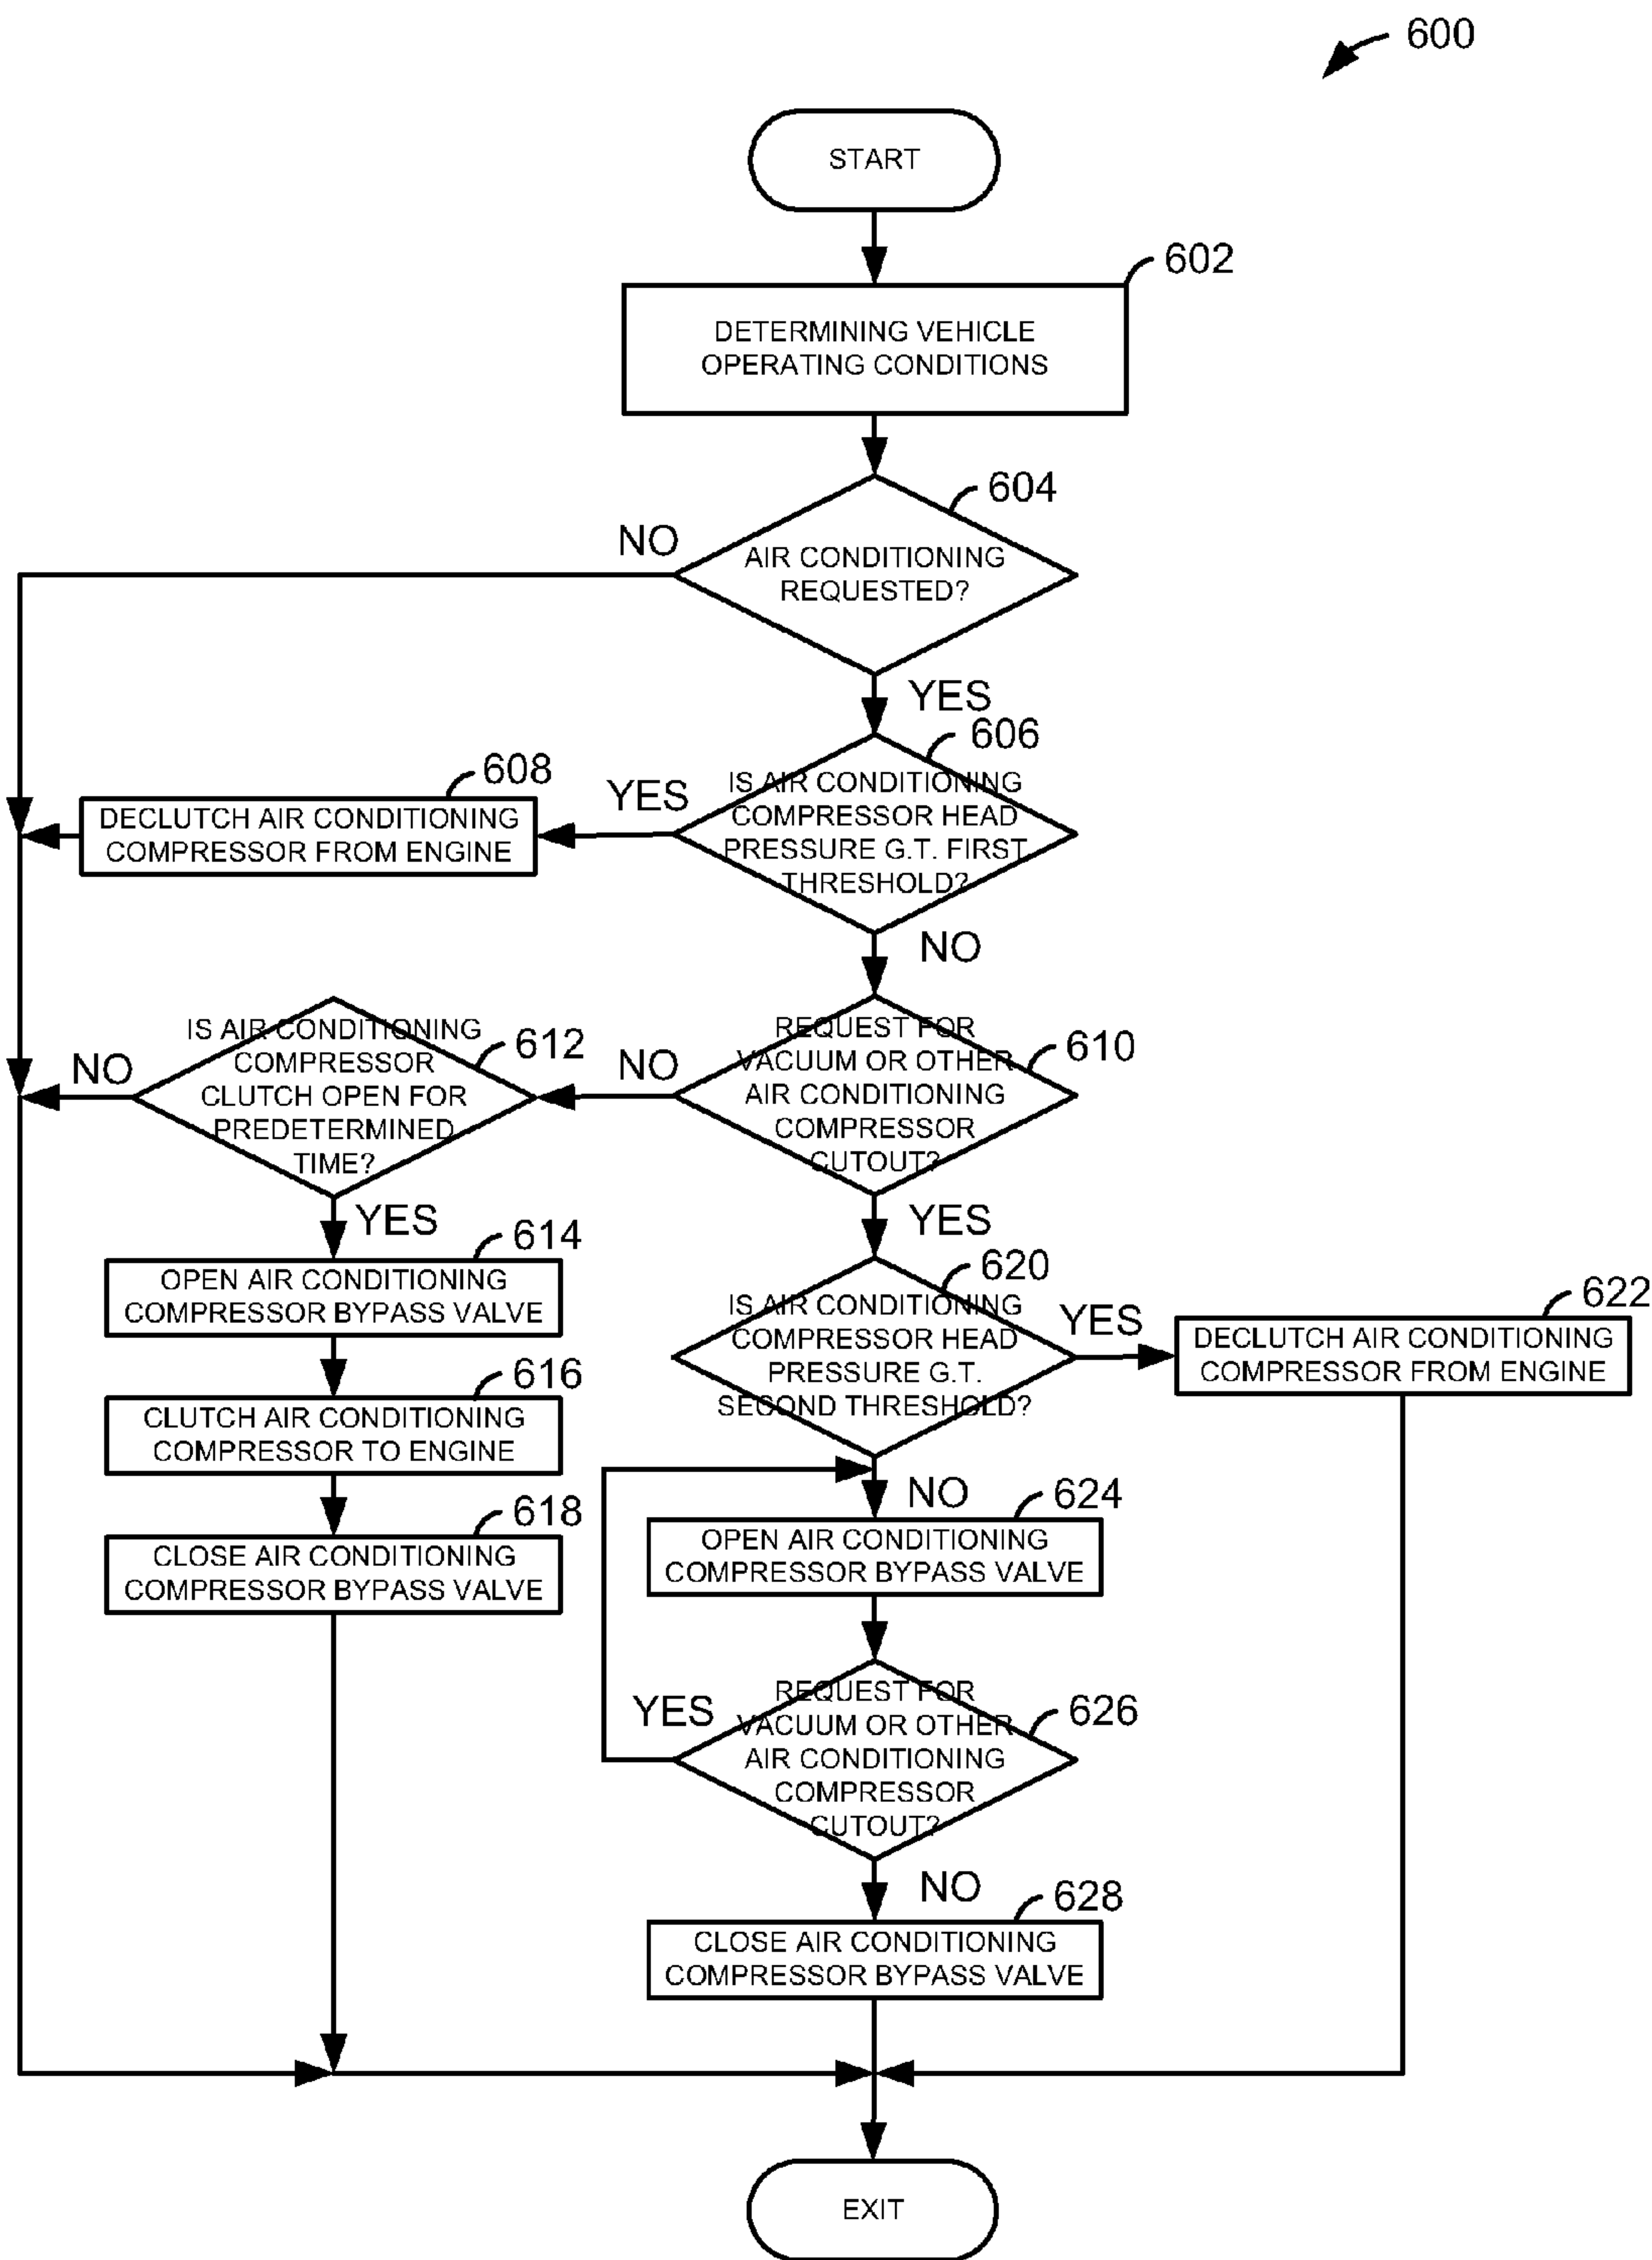 600
START
602
DETERMINING VEHICLE
OPERATING CONDITIONS
604
NO
AIR CONDITIONING
REQUESTED?
YES
606
IS AIR CONDITIONING
COMPRESSOR HEAD
PRESSURE G.T. FIRST
THRESHOLD?
YES
608
DECLUTCH AIR CONDITIONING
COMPRESSOR FROM ENGINE
NO
610
REQUEST FOR
VACUUM OR OTHER
AIR CONDITIONING
COMPRESSOR
CUTOUT?
NO
612
IS AIR CONDITIONING
COMPRESSOR
CLUTCH OPEN FOR
PREDETERMINED
TIME?
NO
YES
614
OPEN AIR CONDITIONING
COMPRESSOR BYPASS VALVE
616
CLUTCH AIR CONDITIONING
COMPRESSOR TO ENGINE
618
CLOSE AIR CONDITIONING
COMPRESSOR BYPASS VALVE
YES
620
IS AIR CONDITIONING
COMPRESSOR HEAD
PRESSURE G.T.
SECOND THRESHOLD?
YES
622
DECLUTCH AIR CONDITIONING
COMPRESSOR FROM ENGINE
NO
624
OPEN AIR CONDITIONING
COMPRESSOR BYPASS VALVE
626
REQUEST FOR
VACUUM OR OTHER
AIR CONDITIONING
COMPRESSOR
CUTOUT?
YES
NO
628
CLOSE AIR CONDITIONING
COMPRESSOR BYPASS VALVE
EXIT